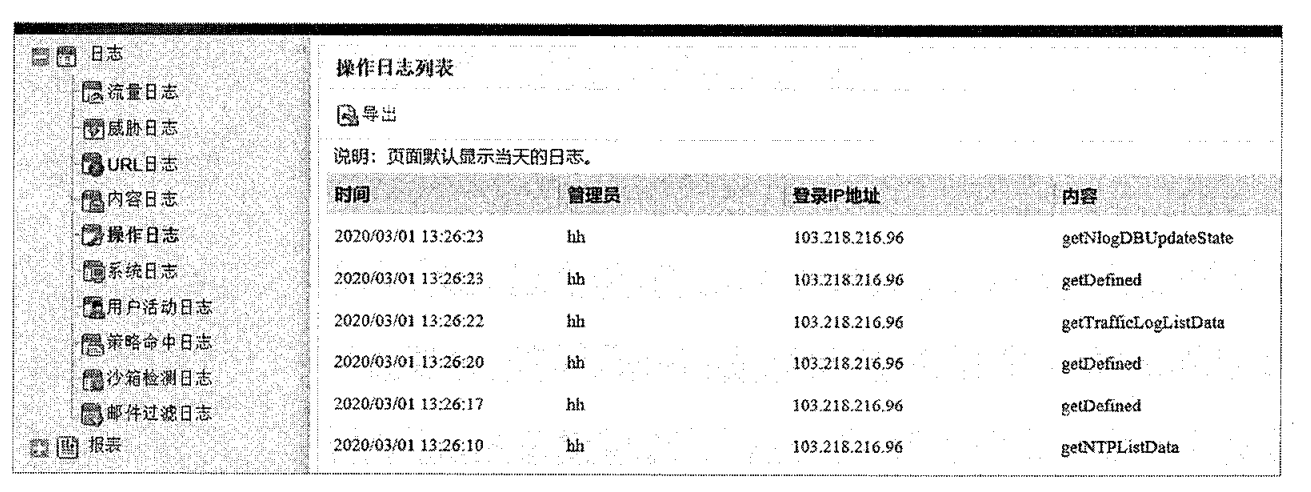 日志
流量日志
威胁日志
URL日志
内容日志
操作日志
系统日志
用户活动日志
策略命中日志
沙箱检测日志
邮件过滤日志
报表
操作日志列表
导出
说明：页面默认显示当天的日志。
时间 管理员 登录IP地址 内容
2020/03/01 13:26:23 hh 103.218.216.96 getNlogDBUpdateState
2020/03/01 13:26:23 hh 103.218.216.96 getDefined
2020/03/01 13:26:22 hh 103.218.216.96 getTrafficLogListData
2020/03/01 13:26:20 hh 103.218.216.96 getDefined
2020/03/01 13:26:17 hh 103.218.216.96 getDefined
2020/03/01 13:26:10 hh 103.218.216.96 getNTPListData